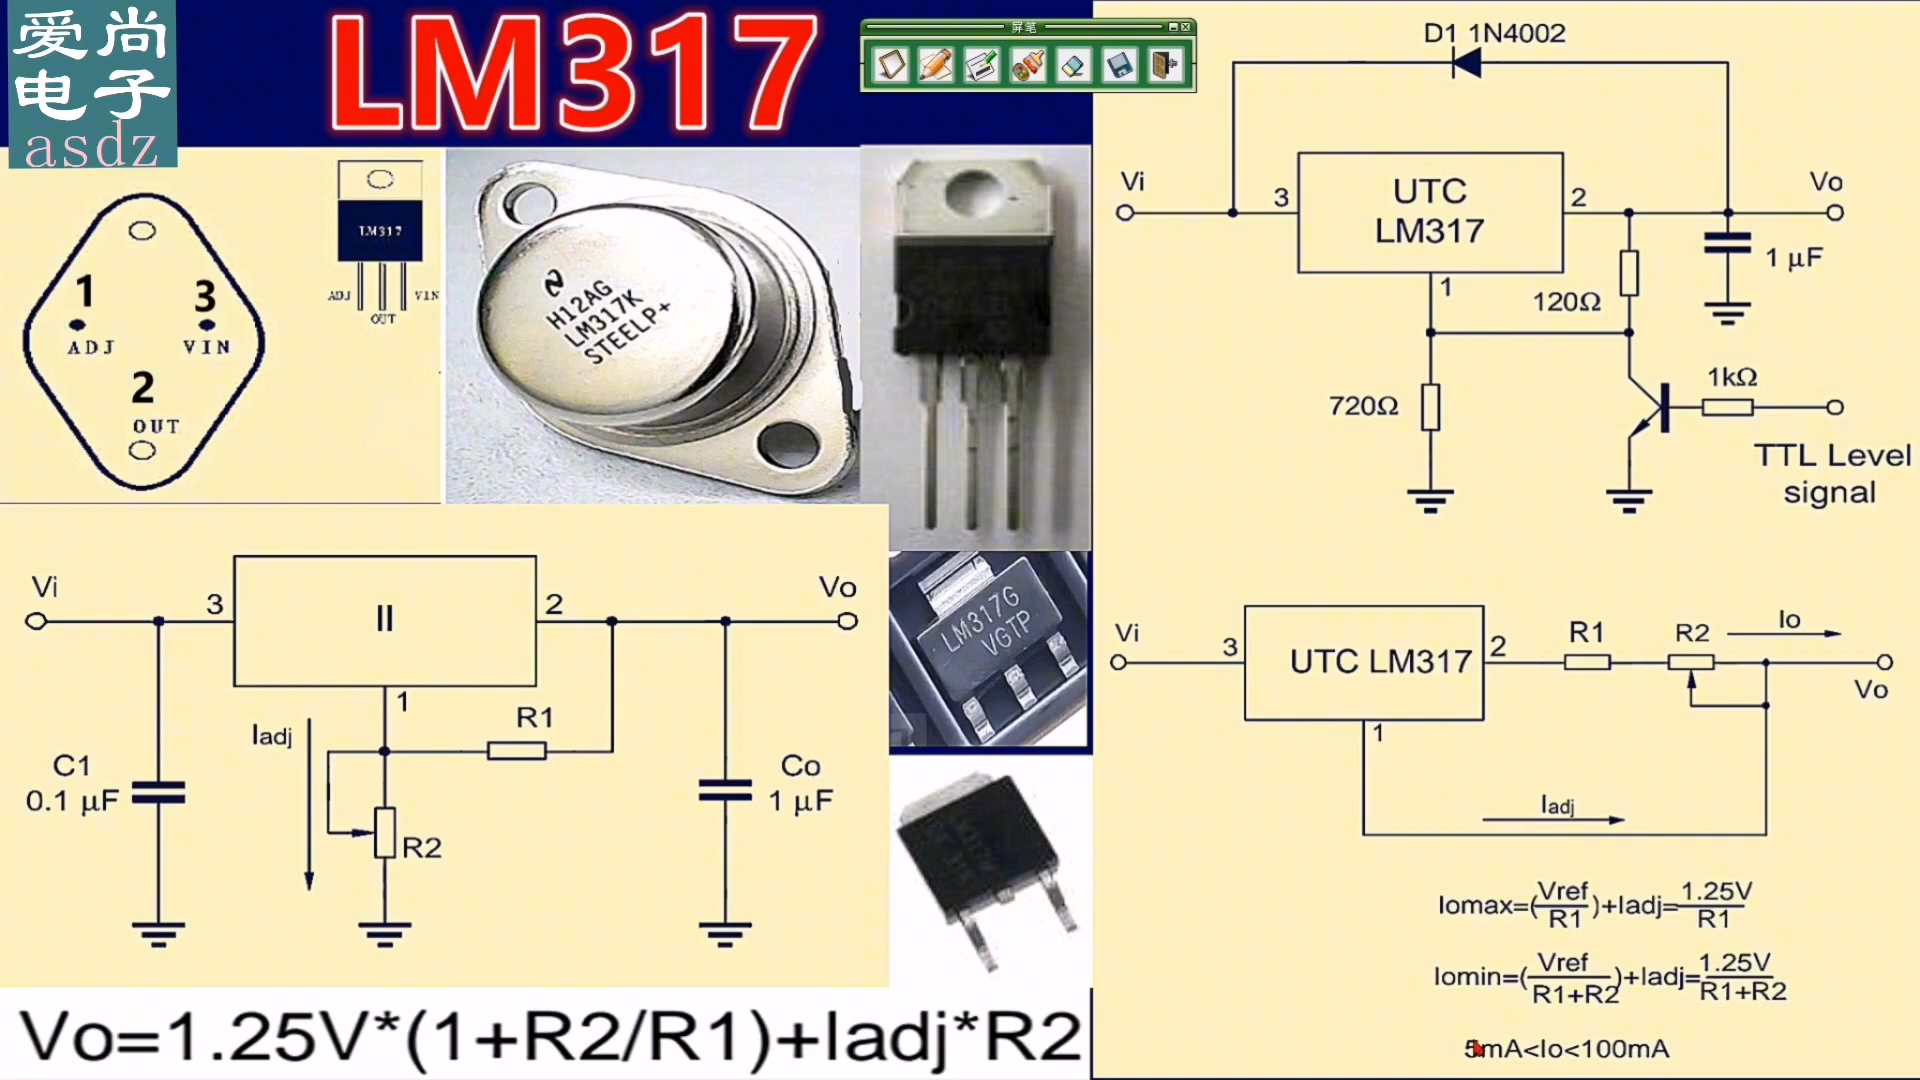 爱尚
电子
asdz
LM317
屏笔
1
ADJ
3
VIN
2
OUT
LM317
ADJ
OUT
VIN
H12AG
LM317K
STEELP+
LM317G
VGTP
D1 1N4002
Vi
3
UTC
LM317
2
Vo
1
120Ω
1 µF
720Ω
1kΩ
TTL Level
signal
Vi
3
II
2
Vo
1
Iadj
R1
C1
0.1 µF
R2
Co
1 µF
Vo=1.25V*(1+R2/R1)+Iadj*R2
Vi
3
UTC LM317
2
R1
R2
Io
Vo
1
Iadj
Iomax=(Vref/R1)+Iadj=1.25V/R1
Iomin=(Vref/R1+R2)+Iadj=1.25V/R1+R2
5mA<Io<100mA